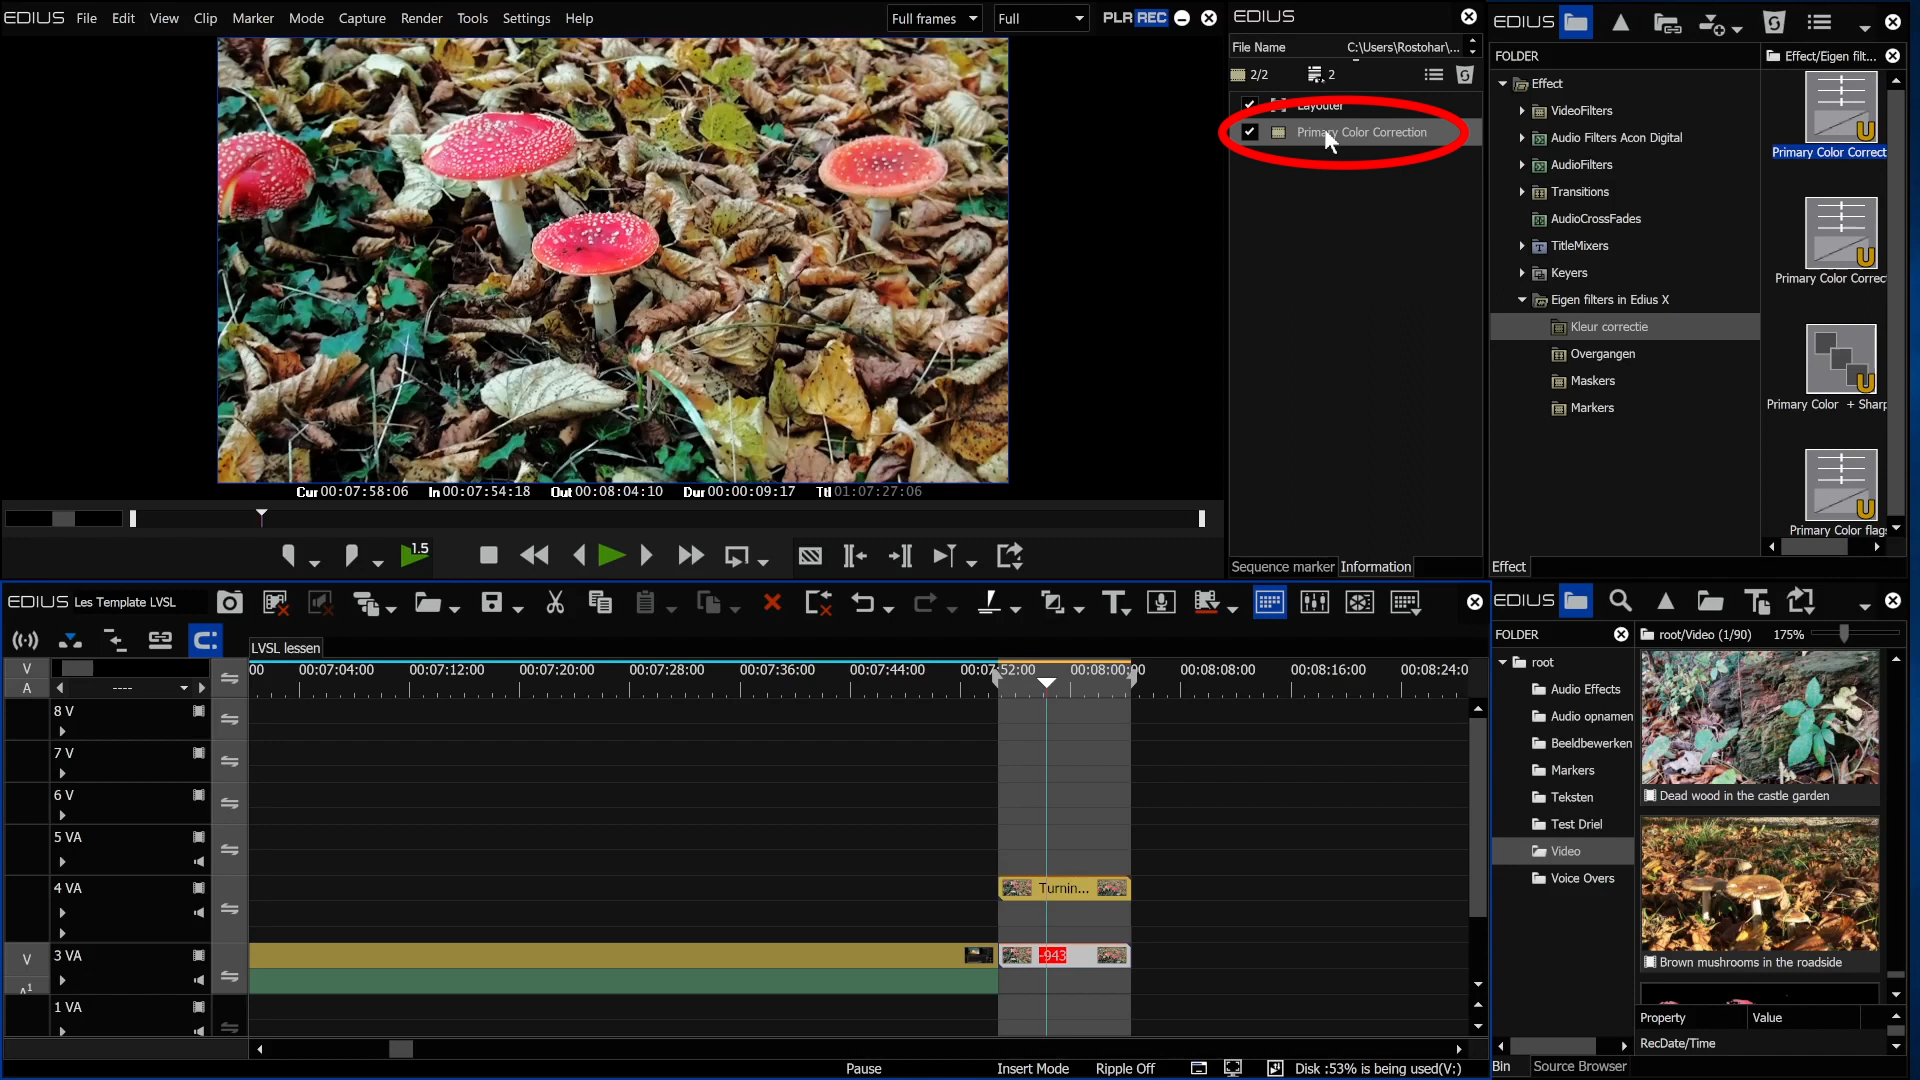 EDIUS File Edit View Clip Marker Mode Capture Render Tools Settings Help
Full frames Full PLR REC
Cur 00:07:58:06 In 00:07:54:18 Out 00:08:04:10 Dur 00:00:09:17 Ttl 01:07:27:06
1.5
EDIUS
File Name C:\Users\Rostohar\...
2/2 2
Layouter
Primary Color Correction
Sequence marker Information
EDIUS
FOLDER
Effect
VideoFilters
Audio Filters Acon Digital
AudioFilters
Transitions
AudioCrossFades
TitleMixers
Keyers
Eigen filters in Edius X
Kleur correctie
Overgangen
Maskers
Markers
Effect/Eigen filt...
U
Primary Color Correct
U
Primary Color Correc
U
Primary Color + Sharp
U
Primary Color flags
Effect
EDIUS Les Template LVSL
LVSL lessen
V
A
----
00 00:07:04:00 00:07:12:00 00:07:20:00 00:07:28:00 00:07:36:00 00:07:44:00 00:07:52:00 00:08:00:00 00:08:08:00 00:08:16:00 00:08:24:0
8 V
7 V
6 V
5 VA
4 VA
Turnin...
V
3 VA
-943
A1
1 VA
Pause Insert Mode Ripple Off Disk :53% is being used(V:)
EDIUS
FOLDER
root
Audio Effects
Audio opnamen
Beeldbewerken
Markers
Teksten
Test Driel
Video
Voice Overs
root/Video (1/90) 175%
Dead wood in the castle garden
Brown mushrooms in the roadside
Property Value
RecDate/Time
Bin Source Browser